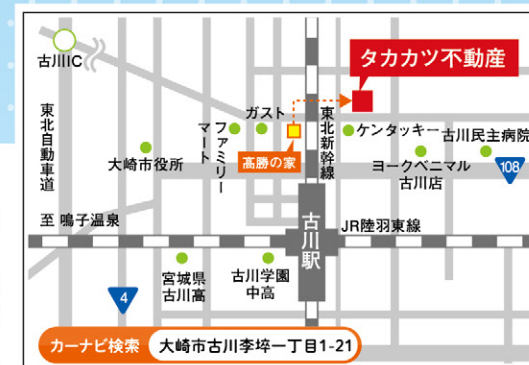 古川IC
東北自動車道
大崎市役所
ファミリー
マート
ガスト
髙勝の家
東北新幹線
タカカツ不動産
ケンタッキー
古川民主病院
ヨークベニマル
古川店
108
至 鳴子温泉
古川駅
JR陸羽東線
宮城県
古川高
古川学園
中高
4
カーナビ検索
大崎市古川李埣一丁目1-21